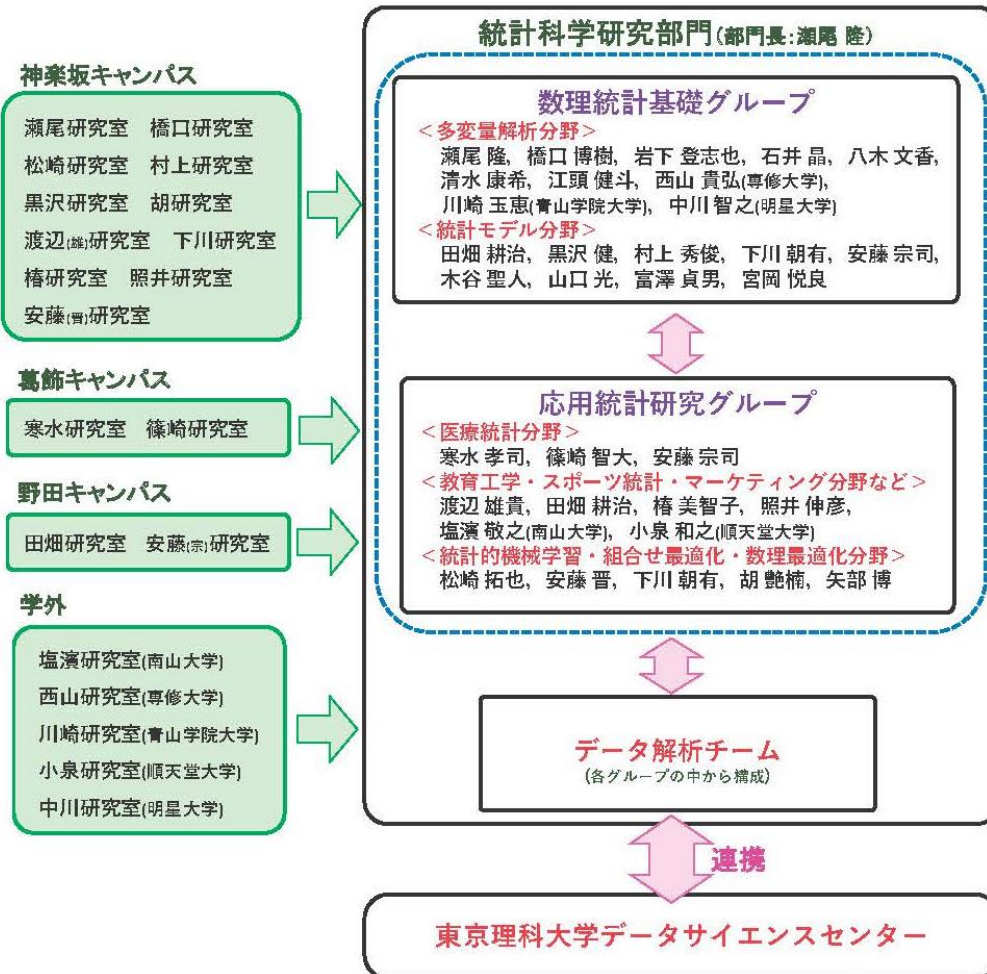 神楽坂キャンパス
瀬尾研究室 橋口研究室
松崎研究室 村上研究室
黒沢研究室 胡研究室
渡辺(雄)研究室 下川研究室
椿研究室 照井研究室
安藤(晋)研究室
葛飾キャンパス
寒水研究室 篠崎研究室
野田キャンパス
田畑研究室 安藤(宗)研究室
学外
塩濱研究室(南山大学)
西山研究室(専修大学)
川崎研究室(青山学院大学)
小泉研究室(順天堂大学)
中川研究室(明星大学)
統計科学研究部門(部門長:瀬尾 隆)
数理統計基礎グループ
<多変量解析分野>
瀬尾 隆, 橋口 博樹, 岩下 登志也, 石井 晶, 八木 文香,
清水 康希, 江頭 健斗, 西山 貴弘(専修大学),
川崎 玉恵(青山学院大学), 中川 智之(明星大学)
<統計モデル分野>
田畑 耕治, 黒沢 健, 村上 秀俊, 下川 朝有, 安藤 宗司,
木谷 聖人, 山口 光, 富澤 貞男, 宮岡 悦良
応用統計研究グループ
<医療統計分野>
寒水 孝司, 篠崎 智大, 安藤 宗司
<教育工学・スポーツ統計・マーケティング分野など>
渡辺 雄貴, 田畑 耕治, 椿 美智子, 照井 伸彦,
塩濱 敬之(南山大学), 小泉 和之(順天堂大学)
<統計的機械学習・組合せ最適化・数理最適化分野>
松崎 拓也, 安藤 晋, 下川 朝有, 胡 艶楠, 矢部 博
データ解析チーム
(各グループの中から構成)
連携
東京理科大学データサイエンスセンター